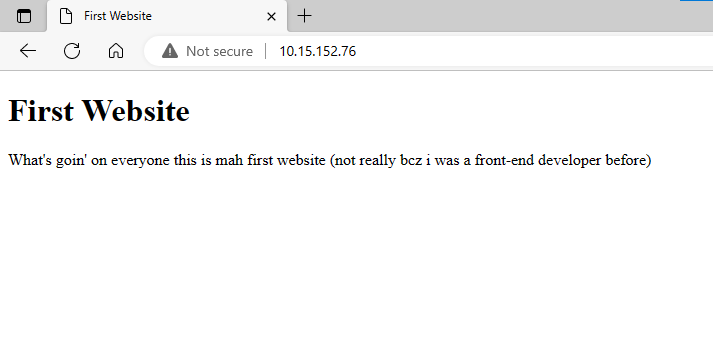 First Website
Not secure | 10.15.152.76
First Website
What's goin' on everyone this is mah first website (not really bcz i was a front-end developer before)